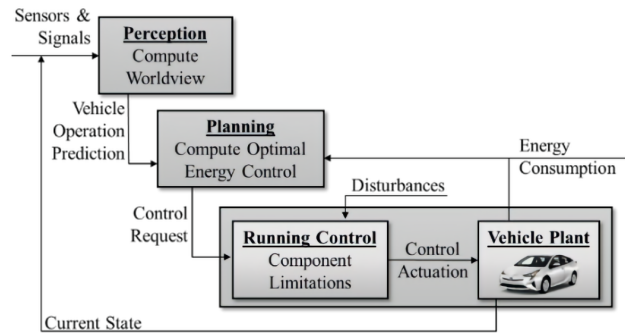 Sensors &
Signals
Perception
Compute
Worldview
Vehicle
Operation
Prediction
Planning
Compute Optimal
Energy Control
Energy
Consumption
Disturbances
Control
Request
Running Control
Component
Limitations
Control
Actuation
Vehicle Plant
Current State